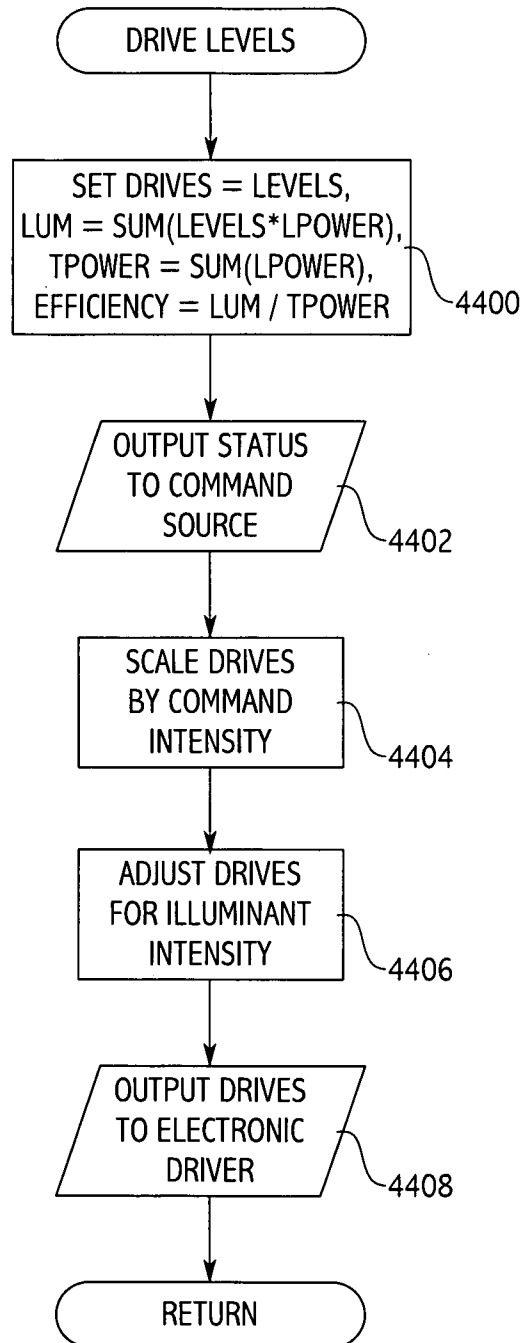 DRIVE LEVELS
SET DRIVES = LEVELS,
LUM = SUM(LEVELS*LPOWER),
TPOWER = SUM(LPOWER),
EFFICIENCY = LUM / TPOWER
4400
OUTPUT STATUS
TO COMMAND
SOURCE
4402
SCALE DRIVES
BY COMMAND
INTENSITY
4404
ADJUST DRIVES
FOR ILLUMINANT
INTENSITY
4406
OUTPUT DRIVES
TO ELECTRONIC
DRIVER
4408
RETURN